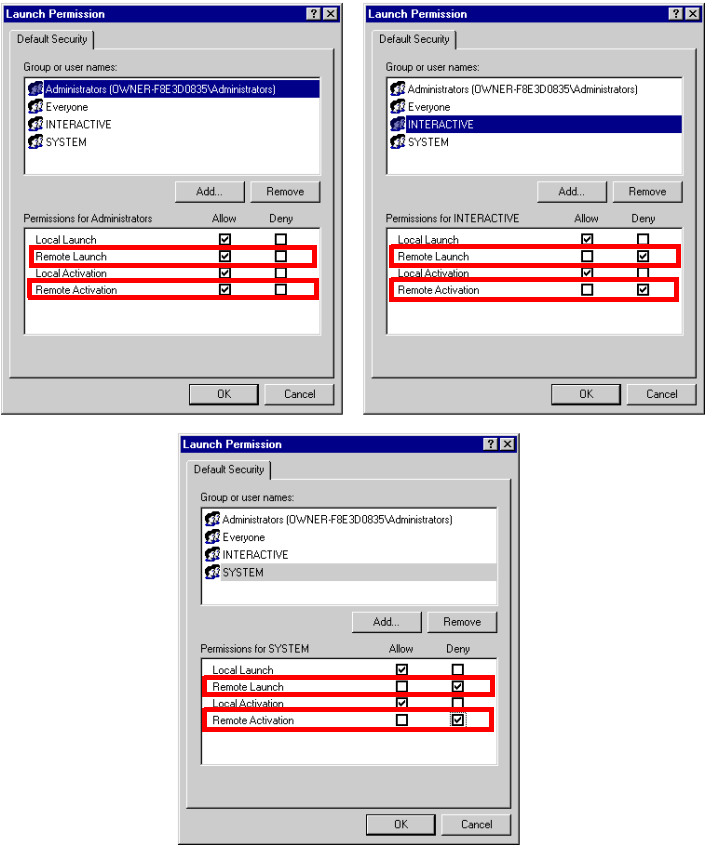 Launch Permission
Default Security
Group or user names:
Administrators (OWNER-F8E3D0835\Administrators)
Everyone
INTERACTIVE
SYSTEM
Add... Remove
Permissions for Administrators Allow Deny
Local Launch
Remote Launch
Local Activation
Remote Activation
OK Cancel
Launch Permission
Default Security
Group or user names:
Administrators (OWNER-F8E3D0835\Administrators)
Everyone
INTERACTIVE
SYSTEM
Add... Remove
Permissions for INTERACTIVE Allow Deny
Local Launch
Remote Launch
Local Activation
Remote Activation
OK Cancel
Launch Permission
Default Security
Group or user names:
Administrators (OWNER-F8E3D0835\Administrators)
Everyone
INTERACTIVE
SYSTEM
Add... Remove
Permissions for SYSTEM Allow Deny
Local Launch
Remote Launch
Local Activation
Remote Activation
OK Cancel